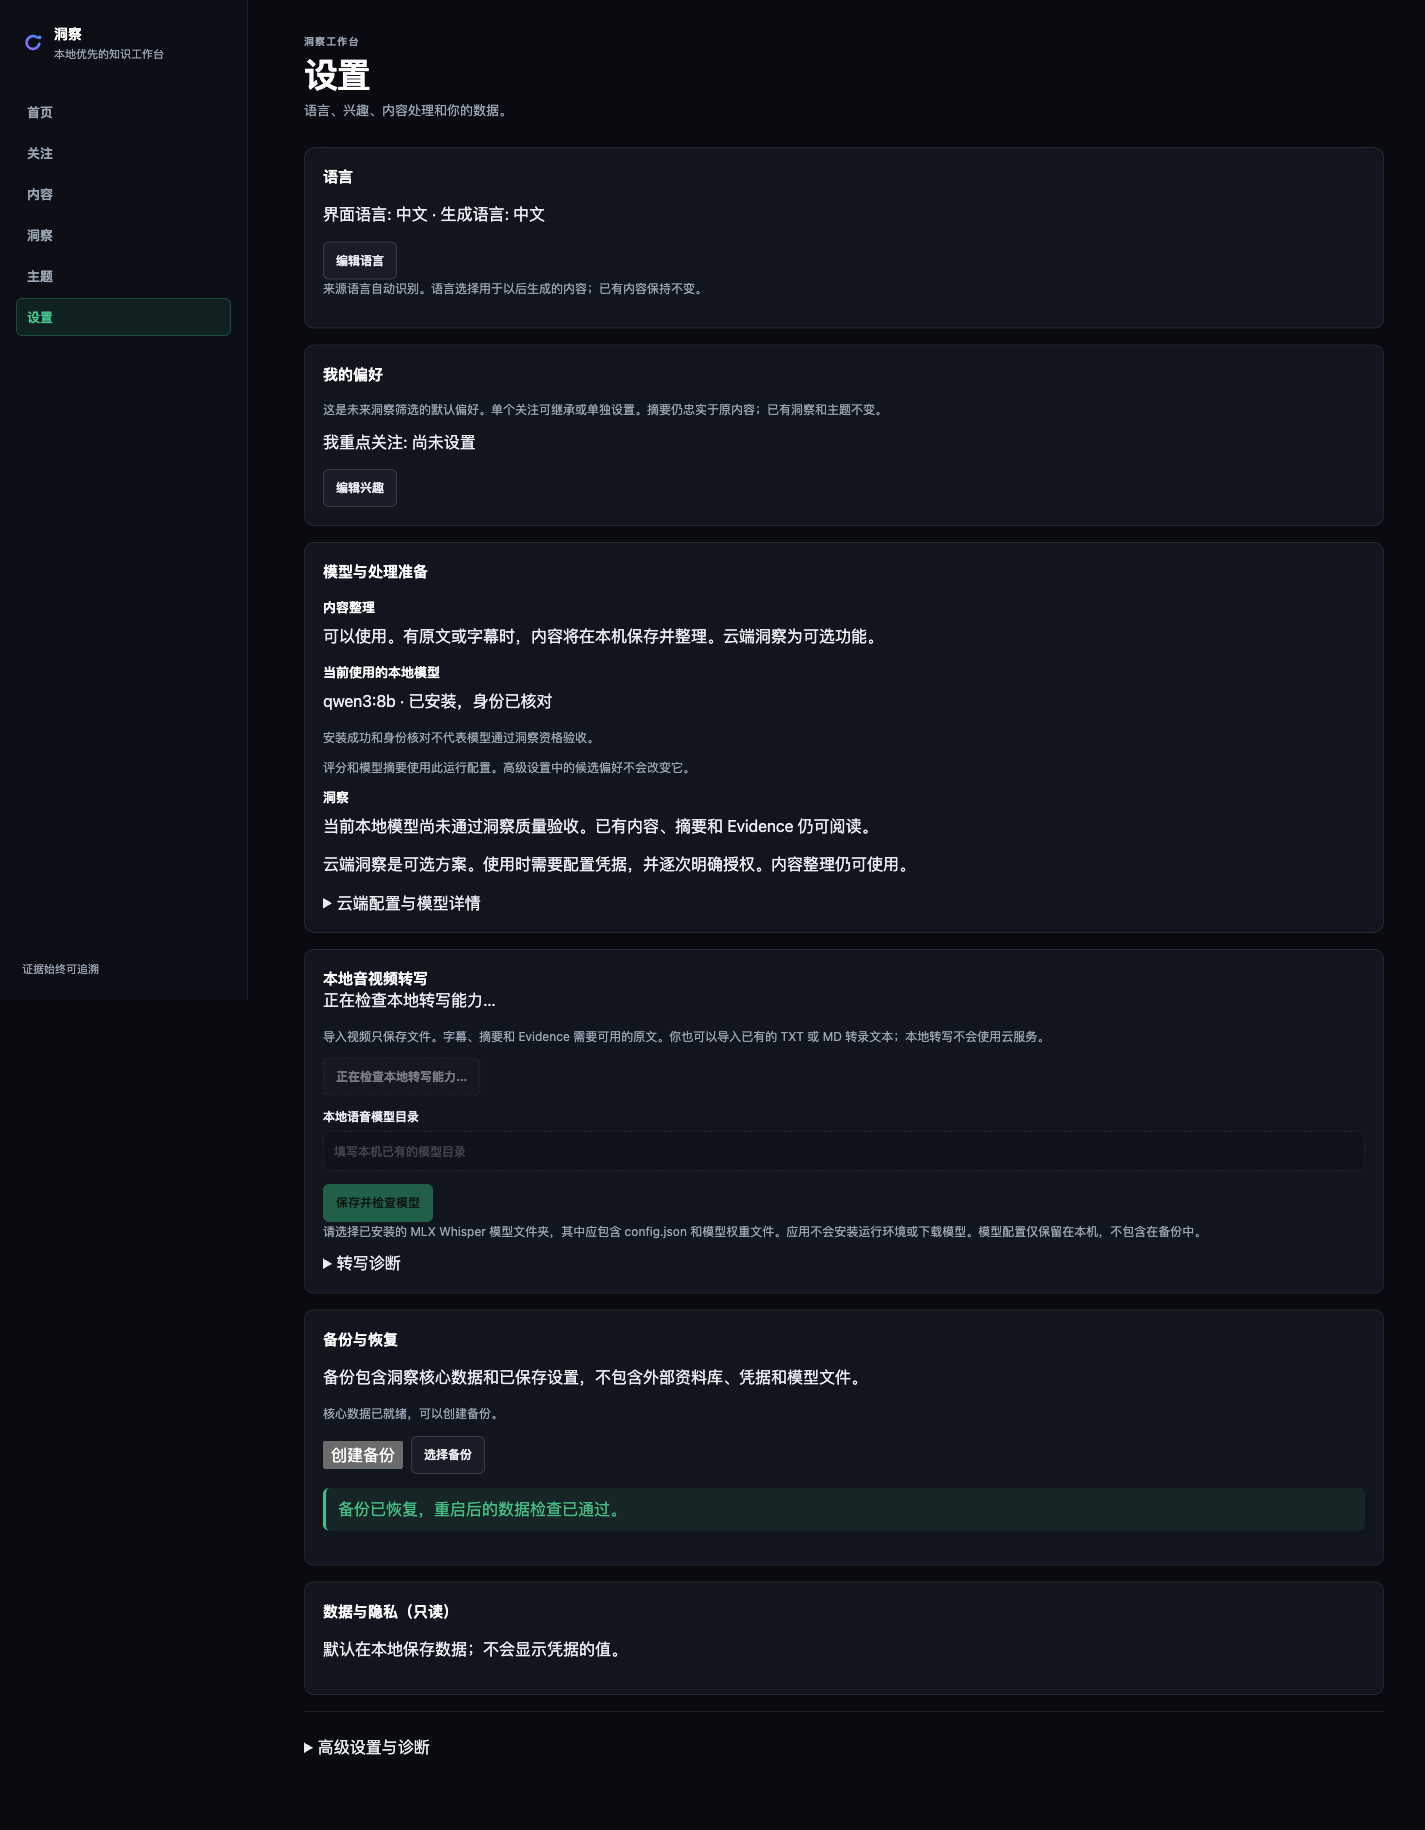 洞察
本地优先的知识工作台
首页
关注
内容
洞察
主题
设置
证据始终可追溯
洞察工作台
设置
语言、兴趣、内容处理和你的数据。
语言
界面语言: 中文 · 生成语言: 中文
编辑语言
来源语言自动识别。语言选择用于以后生成的内容；已有内容保持不变。
我的偏好
这是未来洞察筛选的默认偏好。单个关注可继承或单独设置。摘要仍忠实于原内容；已有洞察和主题不变。
我重点关注: 尚未设置
编辑兴趣
模型与处理准备
内容整理
可以使用。有原文或字幕时，内容将在本机保存并整理。云端洞察为可选功能。
当前使用的本地模型
qwen3:8b · 已安装，身份已核对
安装成功和身份核对不代表模型通过洞察资格验收。
评分和模型摘要使用此运行配置。高级设置中的候选偏好不会改变它。
洞察
当前本地模型尚未通过洞察质量验收。已有内容、摘要和 Evidence 仍可阅读。
云端洞察是可选方案。使用时需要配置凭据，并逐次明确授权。内容整理仍可使用。
▶ 云端配置与模型详情
本地音视频转写
正在检查本地转写能力...
导入视频只保存文件。字幕、摘要和 Evidence 需要可用的原文。你也可以导入已有的 TXT 或 MD 转录文本；本地转写不会使用云服务。
正在检查本地转写能力...
本地语音模型目录
填写本机已有的模型目录
保存并检查模型
请选择已安装的 MLX Whisper 模型文件夹，其中应包含 config.json 和模型权重文件。应用不会安装运行环境或下载模型。模型配置仅保留在本机，不包含在备份中。
▶ 转写诊断
备份与恢复
备份包含洞察核心数据和已保存设置，不包含外部资料库、凭据和模型文件。
核心数据已就绪，可以创建备份。
创建备份 选择备份
备份已恢复，重启后的数据检查已通过。
数据与隐私（只读）
默认在本地保存数据；不会显示凭据的值。
▶ 高级设置与诊断